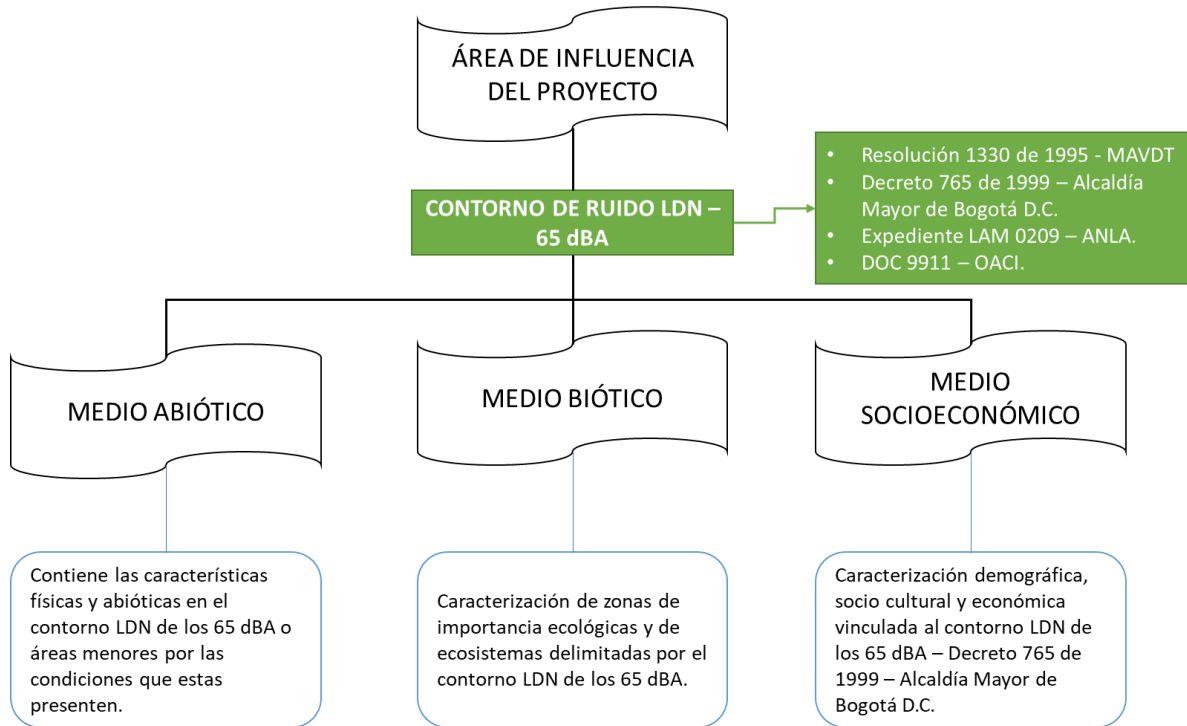 ÁREA DE INFLUENCIA
DEL PROYECTO
CONTORNO DE RUIDO LDN –
65 dBA
• Resolución 1330 de 1995 - MAVDT
• Decreto 765 de 1999 – Alcaldía
Mayor de Bogotá D.C.
• Expediente LAM 0209 – ANLA.
• DOC 9911 – OACI.
MEDIO ABIÓTICO
MEDIO BIÓTICO
MEDIO
SOCIOECONÓMICO
Contiene las características
físicas y abióticas en el
contorno LDN de los 65 dBA o
áreas menores por las
condiciones que estas
presenten.
Caracterización de zonas de
importancia ecológicas y de
ecosistemas delimitadas por el
contorno LDN de los 65 dBA.
Caracterización demográfica,
socio cultural y económica
vinculada al contorno LDN de
los 65 dBA – Decreto 765 de
1999 – Alcaldía Mayor de
Bogotá D.C.